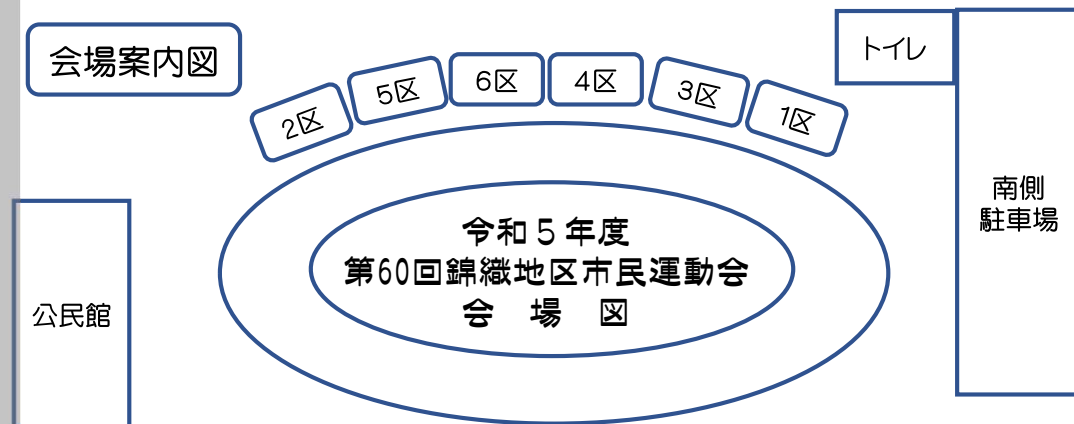 会場案内図
トイレ
2区
5区
6区
4区
3区
1区
南側
駐車場
令和5年度
第60回錦織地区市民運動会
会 場 図
公民館